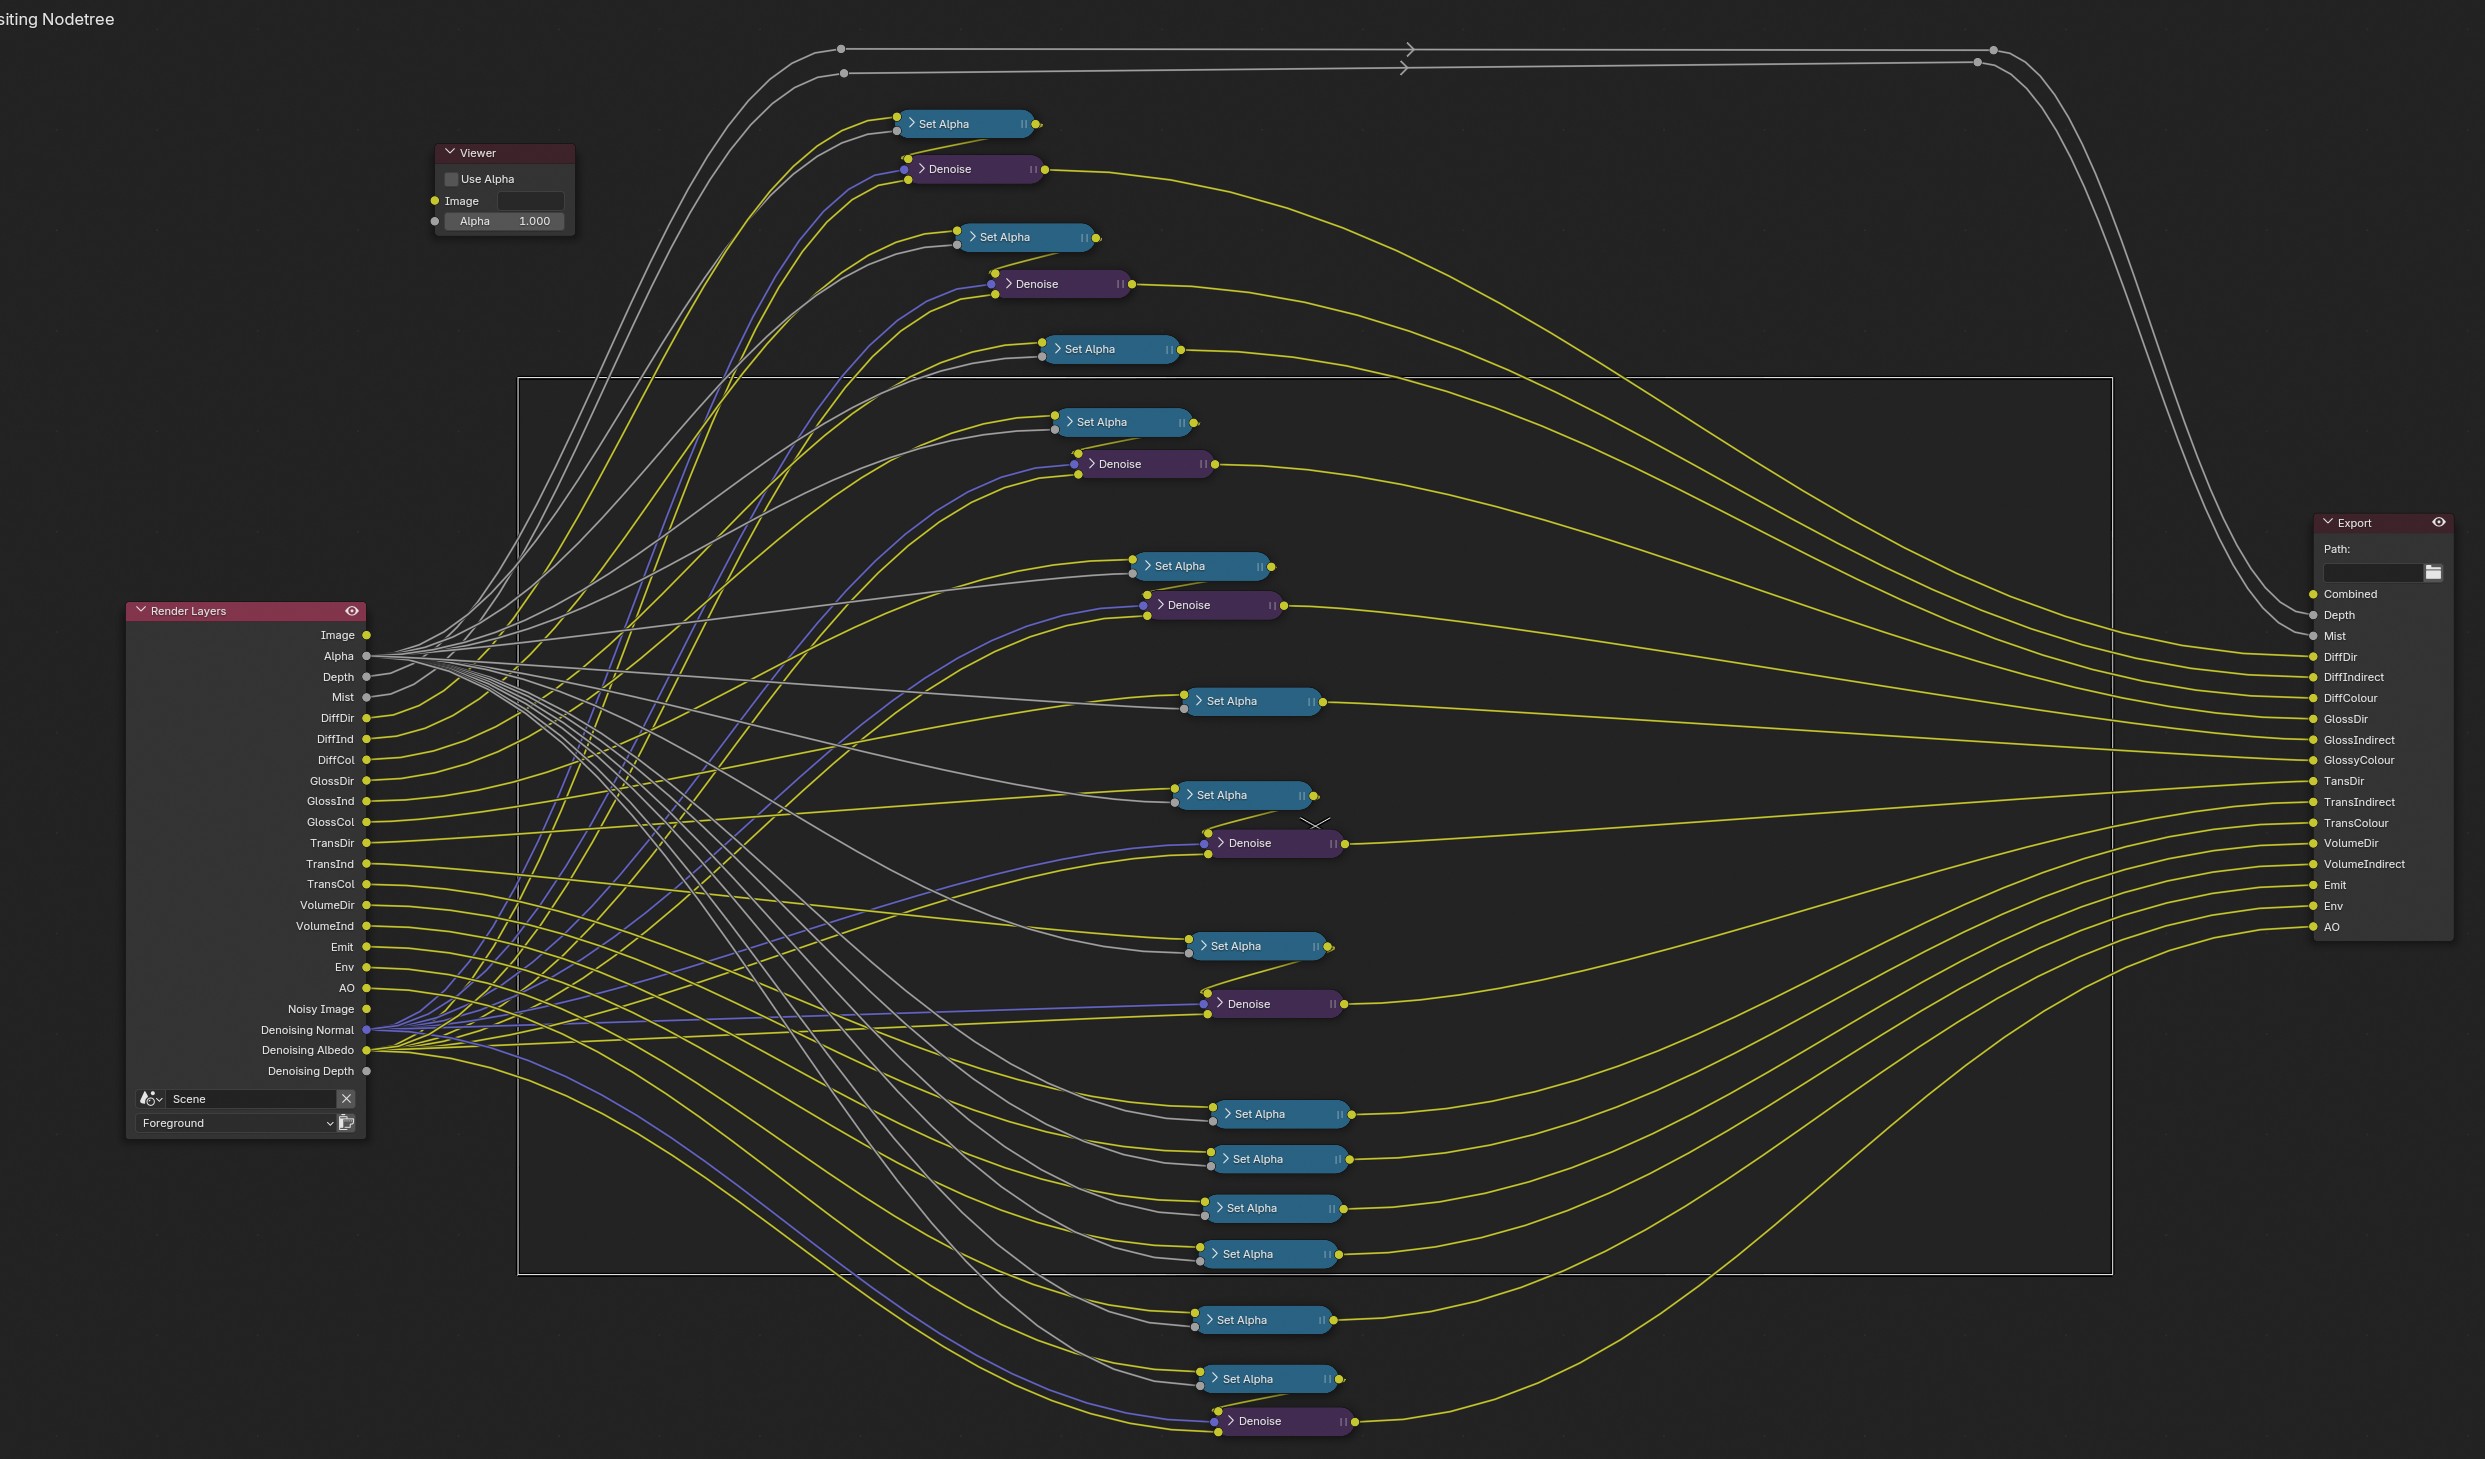 siting Nodetree
Set Alpha
Denoise
Viewer
Use Alpha
Image
Alpha 1.000
Set Alpha
Denoise
Set Alpha
Set Alpha
Denoise
Set Alpha
Denoise
Set Alpha
Set Alpha
Denoise
Set Alpha
Denoise
Set Alpha
Set Alpha
Set Alpha
Set Alpha
Set Alpha
Set Alpha
Denoise
Render Layers
Image
Alpha
Depth
Mist
DiffDir
DiffInd
DiffCol
GlossDir
GlossInd
GlossCol
TransDir
TransInd
TransCol
VolumeDir
VolumeInd
Emit
Env
AO
Noisy Image
Denoising Normal
Denoising Albedo
Denoising Depth
Scene
Foreground
Export
Path:
Combined
Depth
Mist
DiffDir
DiffIndirect
DiffColour
GlossDir
GlossIndirect
GlossyColour
TansDir
TransIndirect
TransColour
VolumeDir
VolumeIndirect
Emit
Env
AO